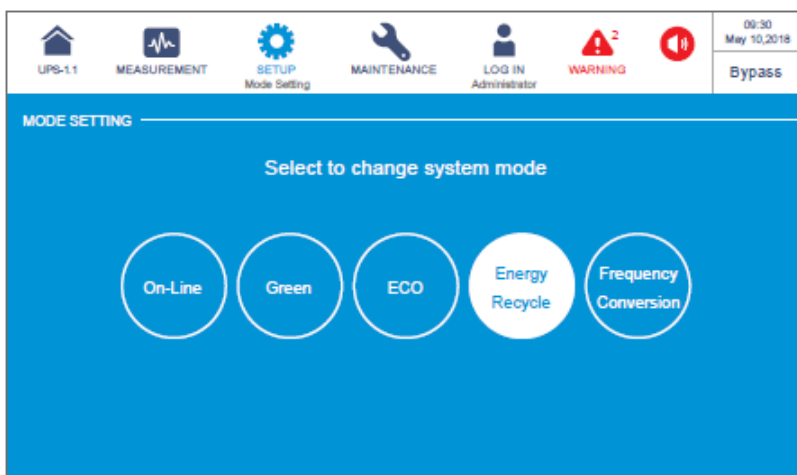 UPS-1.1
MEASUREMENT
SETUP
Mode Setting
MAINTENANCE
LOG IN
Administrator
2
WARNING
09:30
May 10,2018
Bypass
MODE SETTING
Select to change system mode
On-Line
Green
ECO
Energy
Recycle
Frequency
Conversion